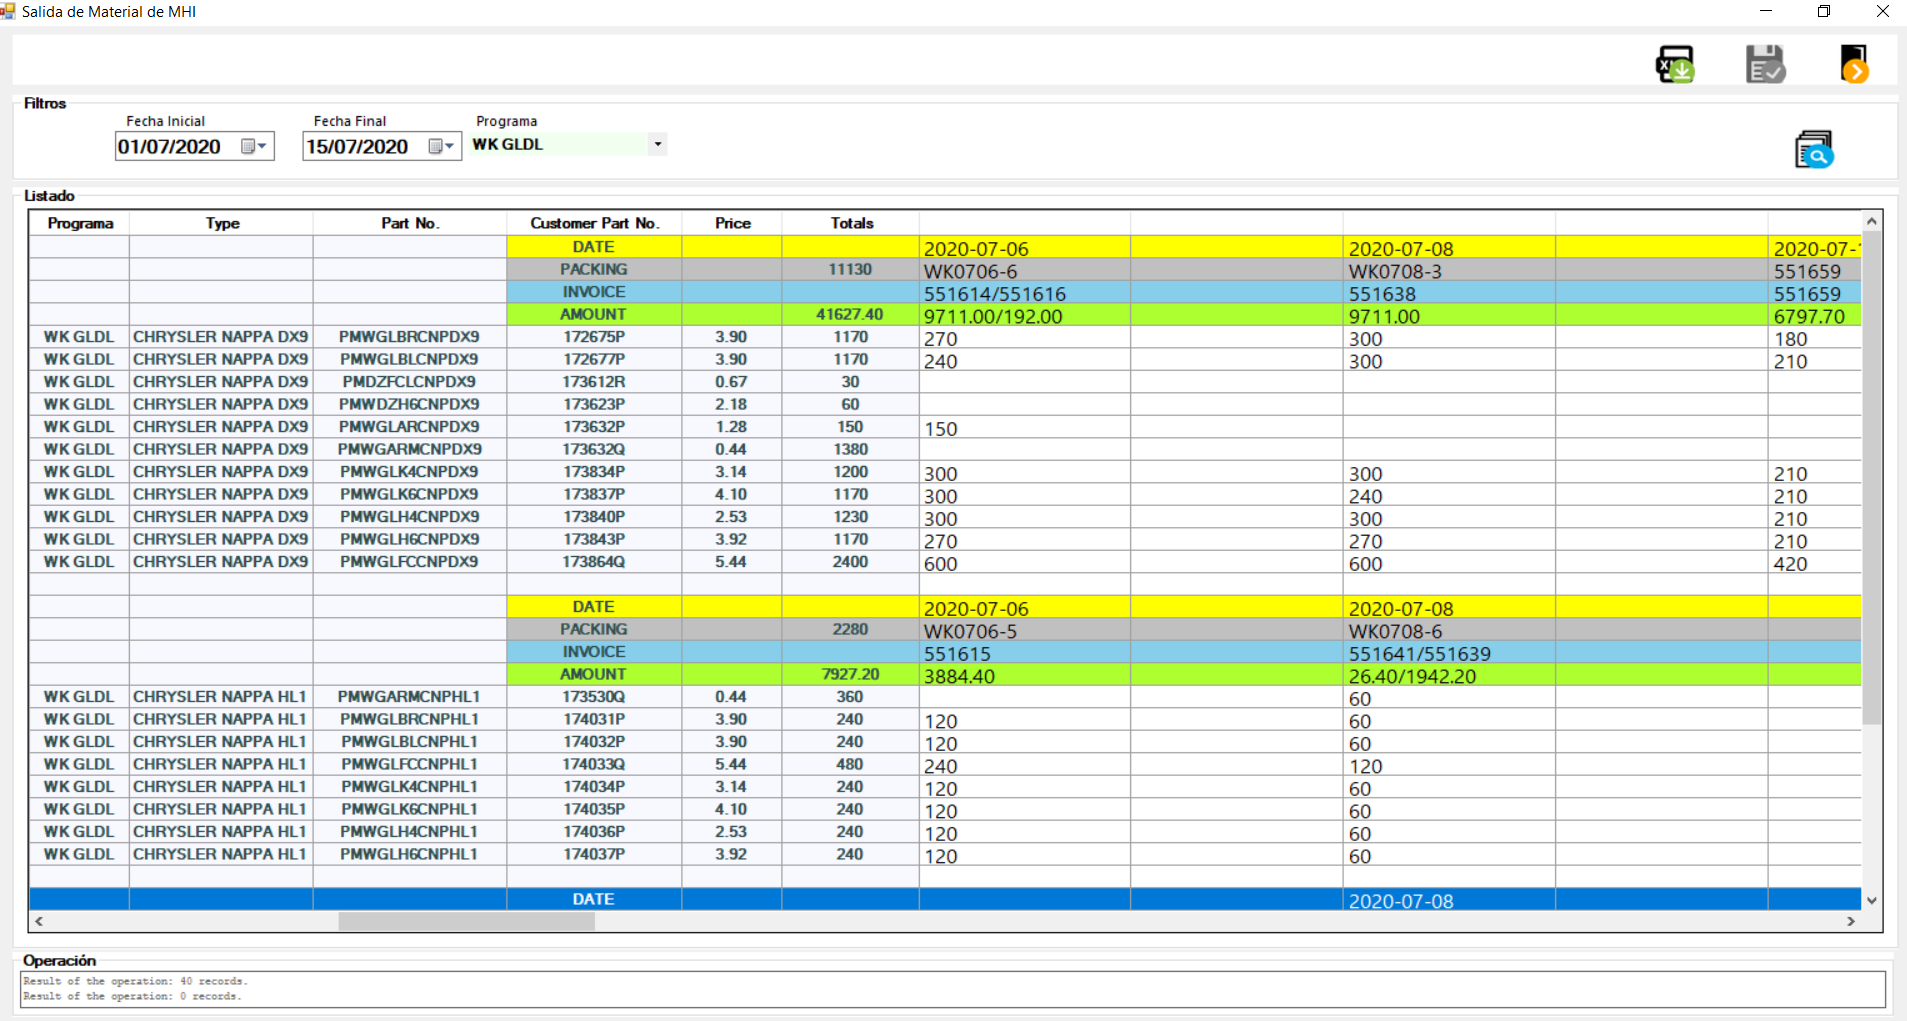 Salida de Material de MHI
Filtros
Fecha Inicial Fecha Final Programa
01/07/2020 15/07/2020 WK GLDL
Listado
Programa Type Part No. Customer Part No. Price Totals
DATE 2020-07-06 2020-07-08 2020-07-
PACKING 11130 WK0706-6 WK0708-3 551659
INVOICE 551614/551616 551638 551659
AMOUNT 41627.40 9711.00/192.00 9711.00 6797.70
WK GLDL CHRYSLER NAPPA DX9 PMWGLBRCNPDX9 172675P 3.90 1170 270 300 180
WK GLDL CHRYSLER NAPPA DX9 PMWGLBLCNPDX9 172677P 3.90 1170 240 300 210
WK GLDL CHRYSLER NAPPA DX9 PMDZFCLCNPDX9 173612R 0.67 30
WK GLDL CHRYSLER NAPPA DX9 PMWDZH6CNPDX9 173623P 2.18 60
WK GLDL CHRYSLER NAPPA DX9 PMWGLARCNPDX9 173632P 1.28 150 150
WK GLDL CHRYSLER NAPPA DX9 PMWGARMCNPDX9 173632Q 0.44 1380
WK GLDL CHRYSLER NAPPA DX9 PMWGLK4CNPDX9 173834P 3.14 1200 300 300 210
WK GLDL CHRYSLER NAPPA DX9 PMWGLK6CNPDX9 173837P 4.10 1170 300 240 210
WK GLDL CHRYSLER NAPPA DX9 PMWGLH4CNPDX9 173840P 2.53 1230 300 300 210
WK GLDL CHRYSLER NAPPA DX9 PMWGLH6CNPDX9 173843P 3.92 1170 270 270 210
WK GLDL CHRYSLER NAPPA DX9 PMWGLFCCNPDX9 173864Q 5.44 2400 600 600 420
DATE 2020-07-06 2020-07-08
PACKING 2280 WK0706-5 WK0708-6
INVOICE 551615 551641/551639
AMOUNT 7927.20 3884.40 26.40/1942.20
WK GLDL CHRYSLER NAPPA HL1 PMWGARMCNPHL1 173530Q 0.44 360 60
WK GLDL CHRYSLER NAPPA HL1 PMWGLBRCNPHL1 174031P 3.90 240 120 60
WK GLDL CHRYSLER NAPPA HL1 PMWGLBLCNPHL1 174032P 3.90 240 120 60
WK GLDL CHRYSLER NAPPA HL1 PMWGLFCCNPHL1 174033Q 5.44 480 240 120
WK GLDL CHRYSLER NAPPA HL1 PMWGLK4CNPHL1 174034P 3.14 240 120 60
WK GLDL CHRYSLER NAPPA HL1 PMWGLK6CNPHL1 174035P 4.10 240 120 60
WK GLDL CHRYSLER NAPPA HL1 PMWGLH4CNPHL1 174036P 2.53 240 120 60
WK GLDL CHRYSLER NAPPA HL1 PMWGLH6CNPHL1 174037P 3.92 240 120 60
DATE 2020-07-08
Operación
Result of the operation: 40 records.
Result of the operation: 0 records.